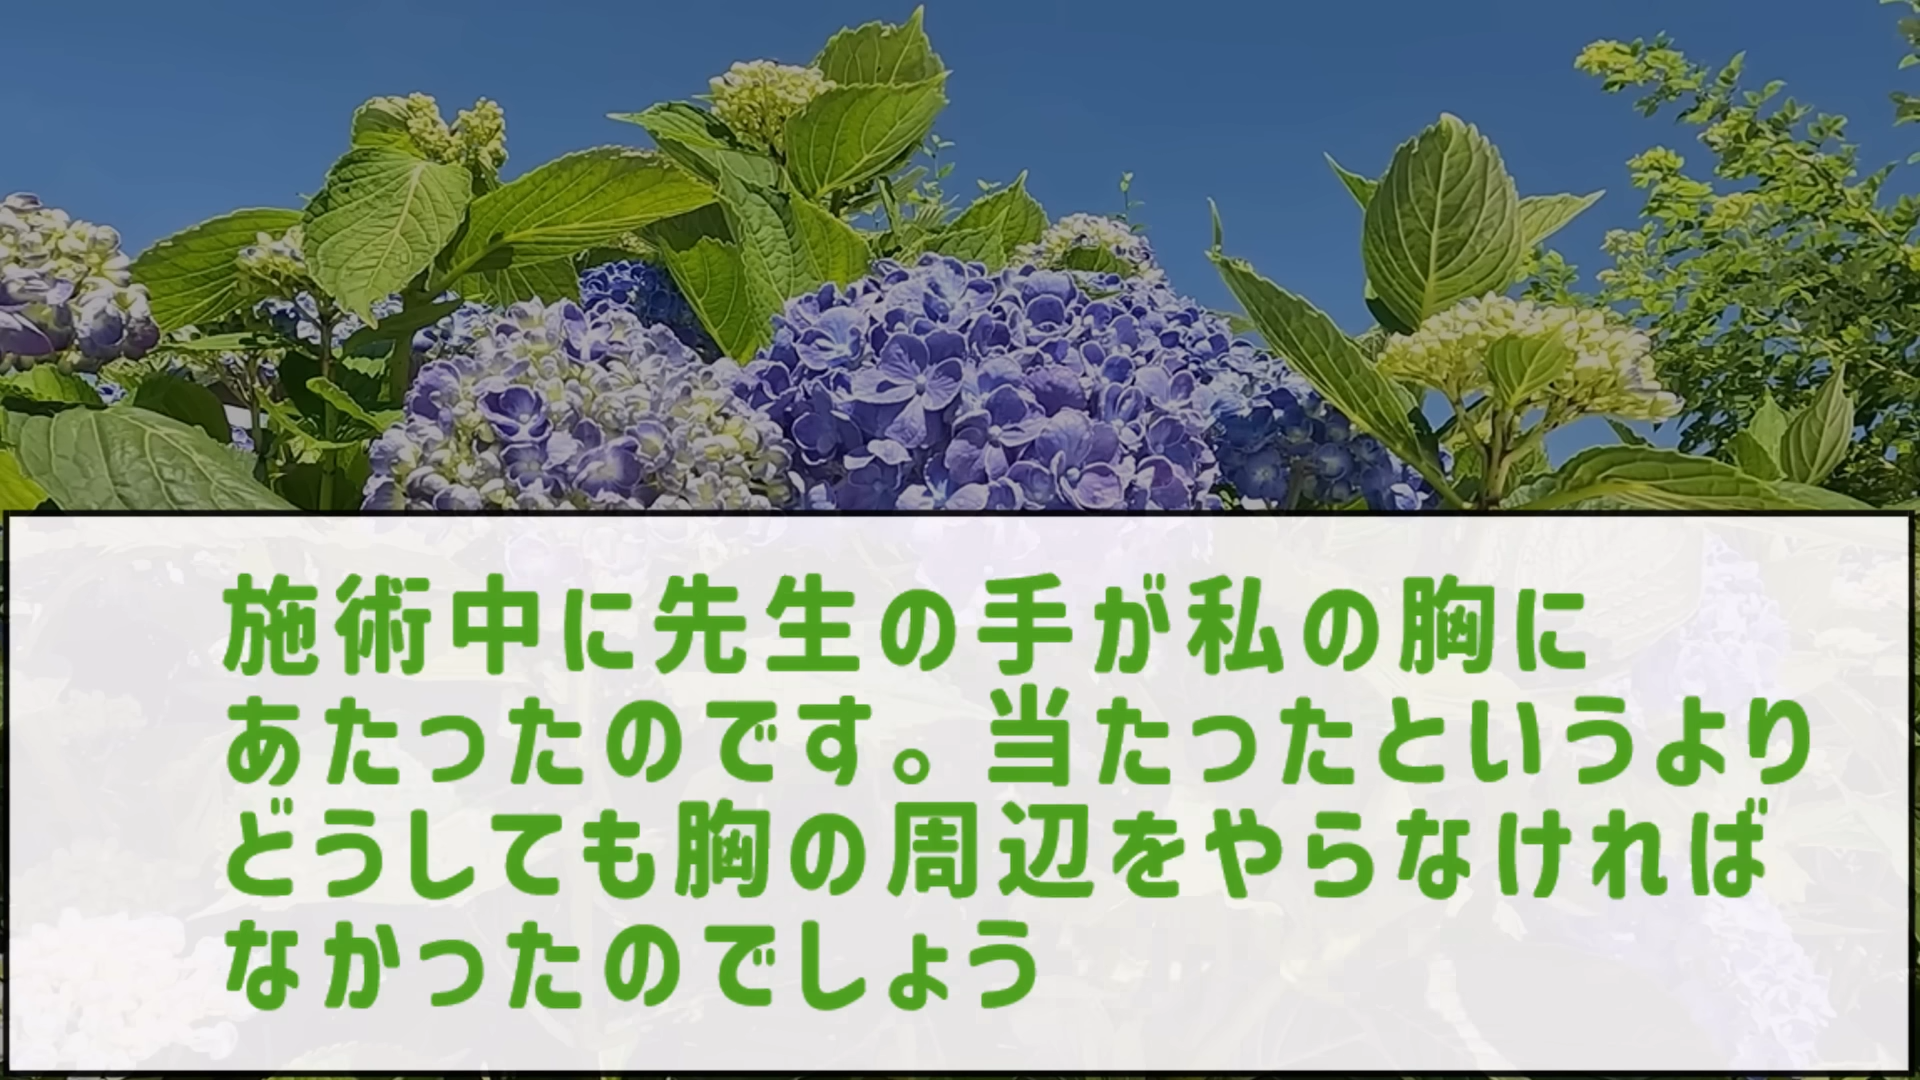 施術中に先生の手が私の胸に
あたったのです。当たったというより
どうしても胸の周辺をやらなければ
なかったのでしょう